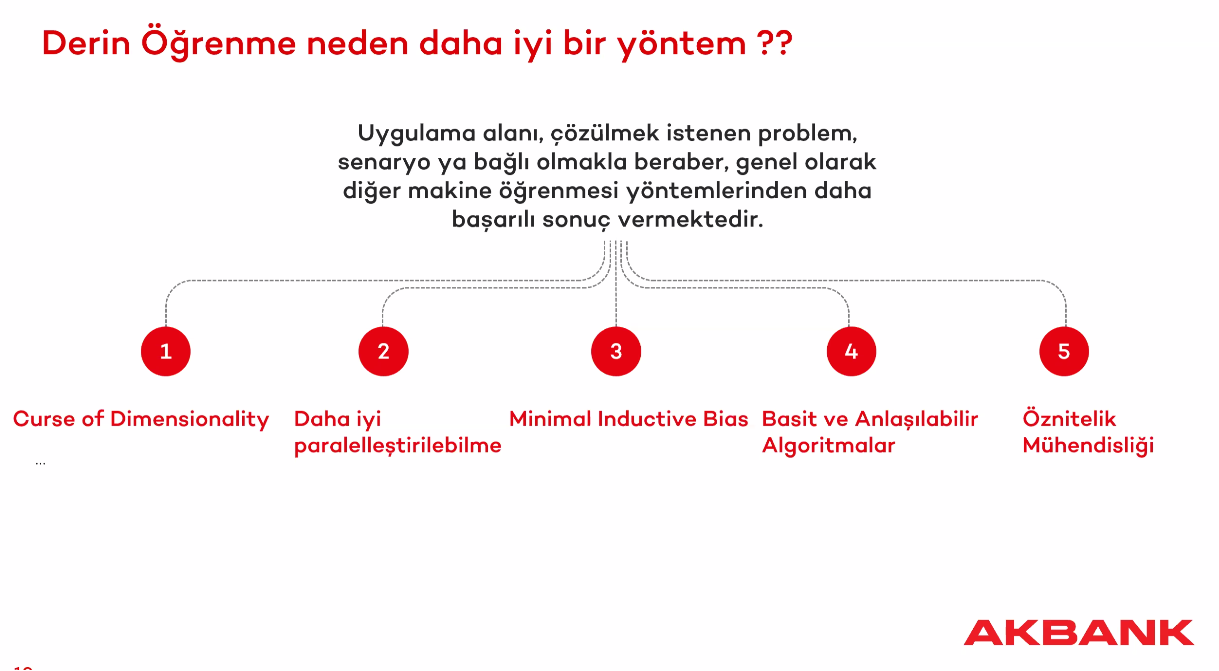 Derin Öğrenme neden daha iyi bir yöntem ??
Uygulama alanı, çözülmek istenen problem,
senaryo ya bağlı olmakla beraber, genel olarak
diğer makine öğrenmesi yöntemlerinden daha
başarılı sonuç vermektedir.
1
2
3
4
5
Curse of Dimensionality
...
Daha iyi
paralelleştirilebilme
Minimal Inductive Bias
Basit ve Anlaşılabilir
Algoritmalar
Öznitelik
Mühendisliği
AKBANK